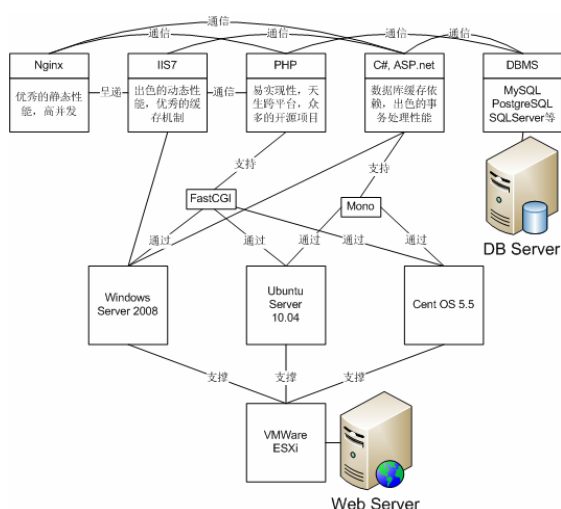 通信
通信
通信
通信
Nginx
优秀的静态性
能，高并发
呈递
IIS7
出色的动态性
能，优秀的缓
存机制
通信
PHP
易实现性，天
生跨平台，众
多的开源项目
C#, ASP.net
数据库缓存依
赖，出色的事
务处理性能
DBMS
MySQL
PostgreSQL
SQLServer等
支持
支持
FastCGI
Mono
DB Server
通过
通过
通过
通过
通过
Windows
Server 2008
Ubuntu
Server
10.04
Cent OS 5.5
支撑
支撑
支撑
VMWare
ESXi
Web Server